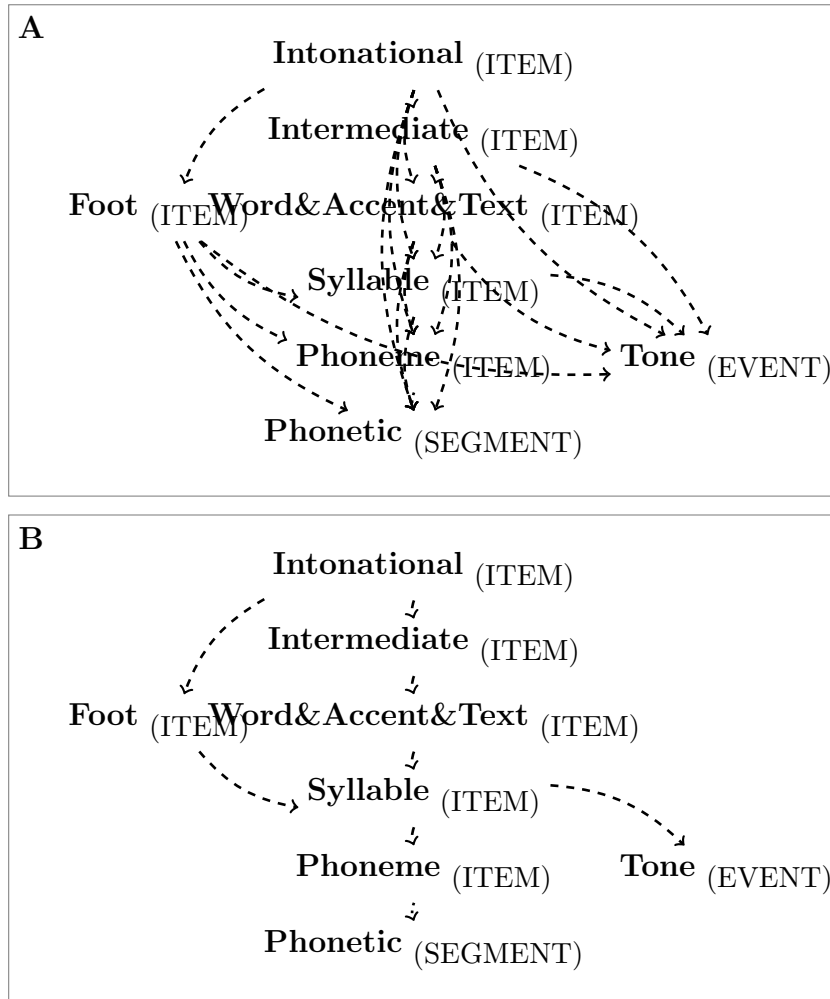 A
Intonational (ITEM)
Intermediate (ITEM)
Foot (ITEM) Word&Accent&Text (ITEM)
Syllable (ITEM)
Phoneme (ITEM) Tone (EVENT)
Phonetic (SEGMENT)
B
Intonational (ITEM)
Intermediate (ITEM)
Foot (ITEM) Word&Accent&Text (ITEM)
Syllable (ITEM)
Phoneme (ITEM) Tone (EVENT)
Phonetic (SEGMENT)